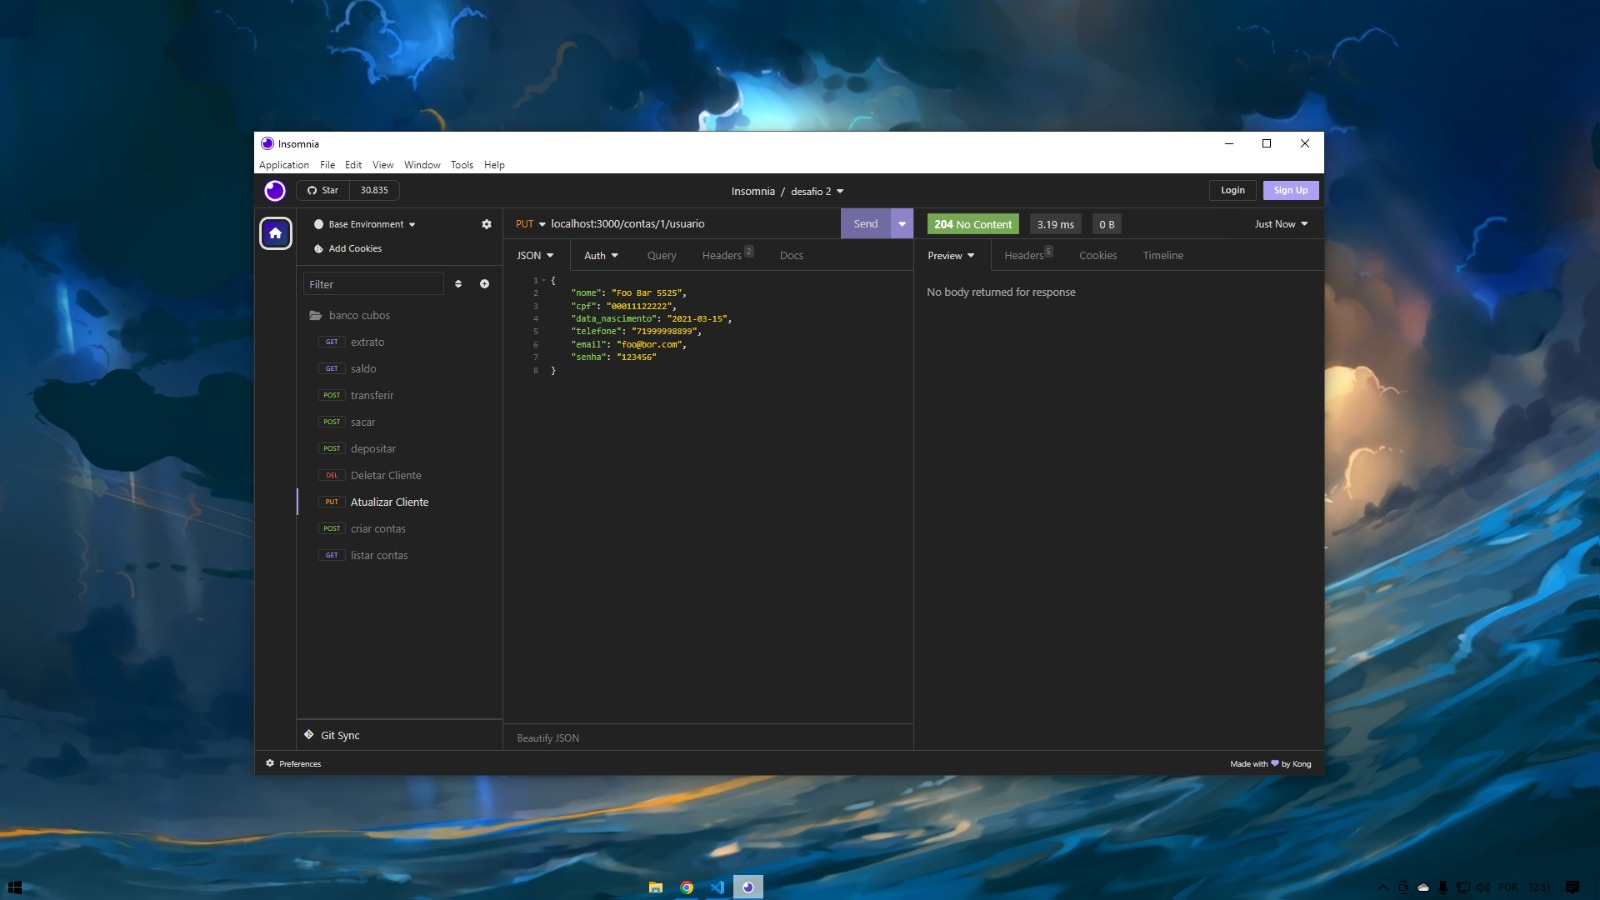 Insomnia
Application File Edit View Window Tools Help
Star 30.835
Insomnia / desafio 2
Login Sign Up
Base Environment
Add Cookies
Filter
banco cubos
GET extrato
GET saldo
POST transferir
POST sacar
POST depositar
DEL Deletar Cliente
PUT Atualizar Cliente
POST criar contas
GET listar contas
Git Sync
PUT localhost:3000/contas/1/usuario Send
JSON Auth Query Headers 2 Docs
1 {
2 "nome": "Foo Bar 5525",
3 "cpf": "00011122222",
4 "data_nascimento": "2021-03-15",
5 "telefone": "71999998899",
6 "email": "foo@bor.com",
7 "senha": "123456"
8 }
Beautify JSON
204 No Content 3.19 ms 0 B Just Now
Preview Headers 5 Cookies Timeline
No body returned for response
Preferences
Made with by Kong
POR 12:51